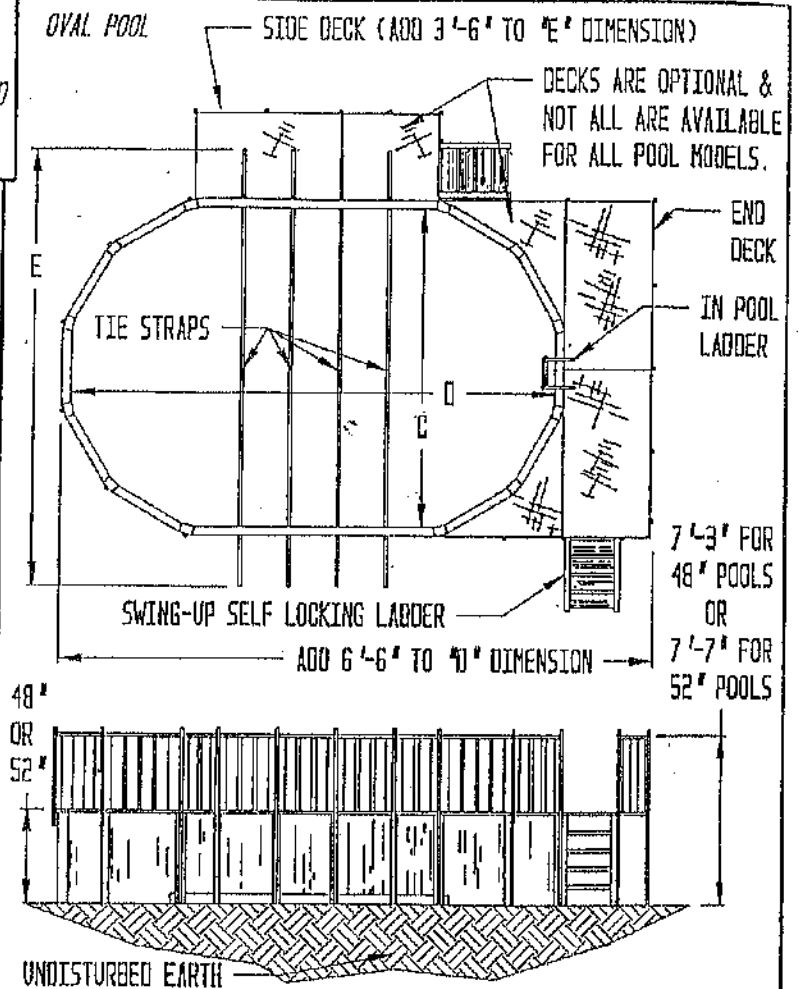 OVAL POOL
SIDE DECK (ADD 3'-6" TO "E" DIMENSION)
DECKS ARE OPTIONAL &
NOT ALL ARE AVAILABLE
FOR ALL POOL MODELS.
END
DECK
E
TIE STRAPS
IN POOL
LADDER
D
C
7'-3" FOR
48" POOLS
OR
7'-7" FOR
52" POOLS
SWING-UP SELF LOCKING LADDER
ADD 6'-6" TO "D" DIMENSION
48"
OR
52"
UNDISTURBED EARTH